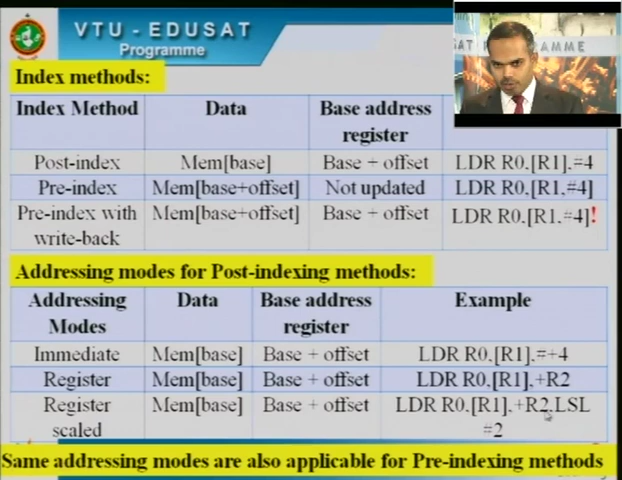 VTU - EDUSAT
Programme
SAT PROGRAMME
Index methods:
Index Method Data Base address register
Post-index Mem[base] Base + offset LDR R0,[R1],=4
Pre-index Mem[base+offset] Not updated LDR R0,[R1,#4]
Pre-index with write-back Mem[base+offset] Base + offset LDR R0,[R1,#4]!
Addressing modes for Post-indexing methods:
Addressing Modes Data Base address register Example
Immediate Mem[base] Base + offset LDR R0,[R1],=+4
Register Mem[base] Base + offset LDR R0,[R1],+R2
Register scaled Mem[base] Base + offset LDR R0,[R1],+R2,LSL =2
Same addressing modes are also applicable for Pre-indexing methods